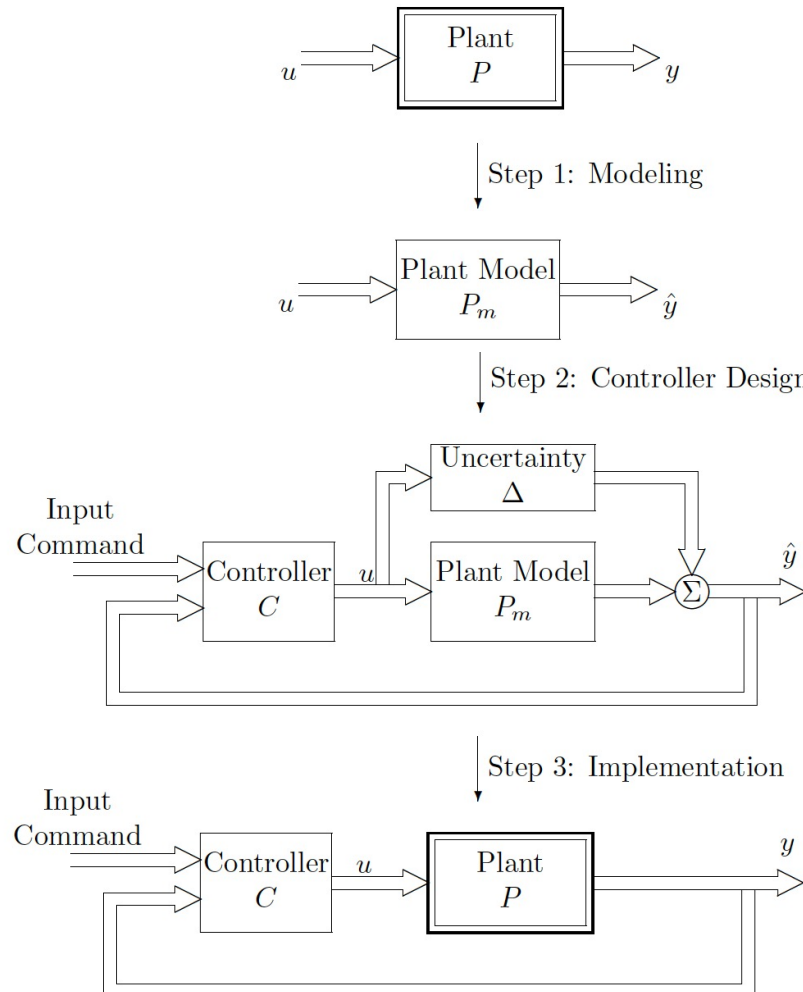 Plant
P
u
y
Step 1: Modeling
Plant Model
P_m
u
ŷ
Step 2: Controller Design
Uncertainty
Δ
Input
Command
Controller
C
u
Plant Model
P_m
Σ
ŷ
Step 3: Implementation
Input
Command
Controller
C
u
Plant
P
y